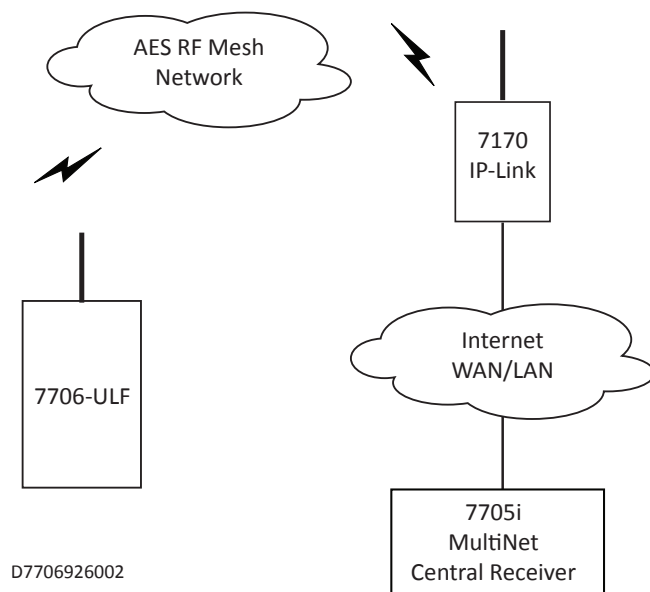 AES RF Mesh
Network
7170
IP-Link
Internet
WAN/LAN
7706-ULF
7705i
MultiNet
Central Receiver
D7706926002